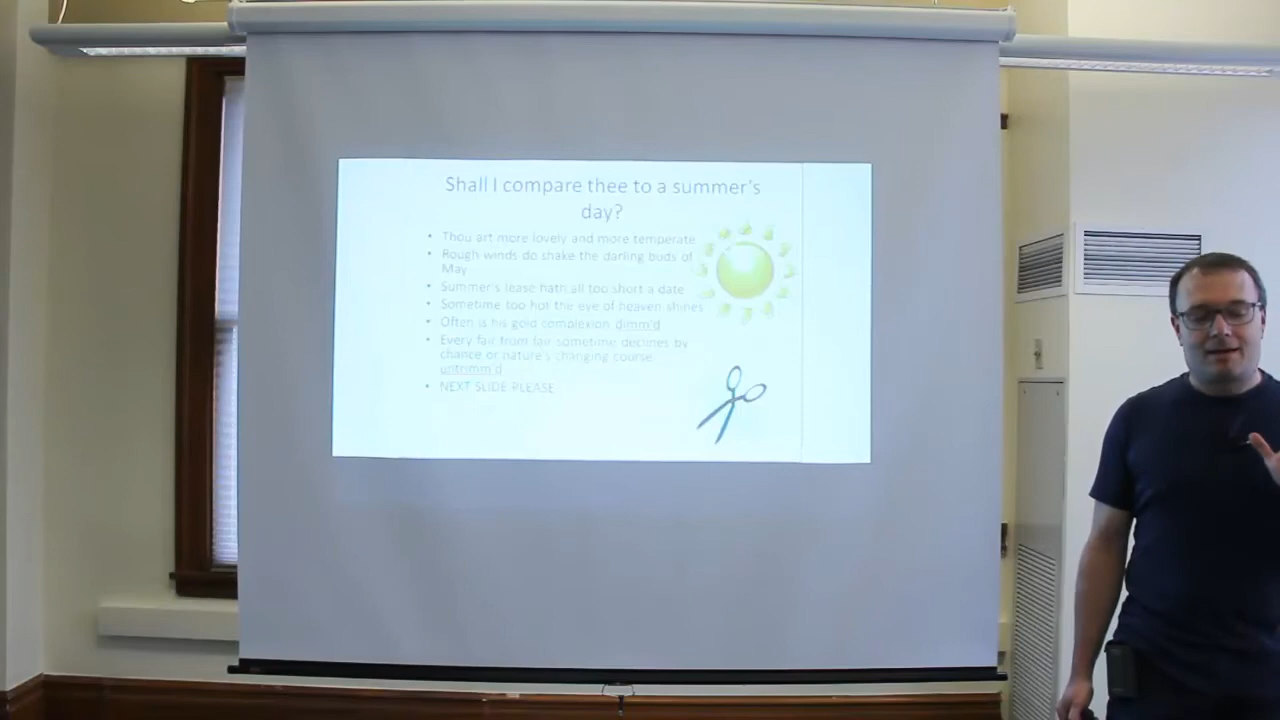 Shall I compare thee to a summer's
day?
• Thou art more lovely and more temperate
• Rough winds do shake the darling buds of
May
• Summer's lease hath all too short a date
• Sometime too hot the eye of heaven shines
• Often is his gold complexion dimm'd
• Every fair from fair sometime declines by
chance or nature's changing course
untrimm'd
• NEXT SLIDE PLEASE